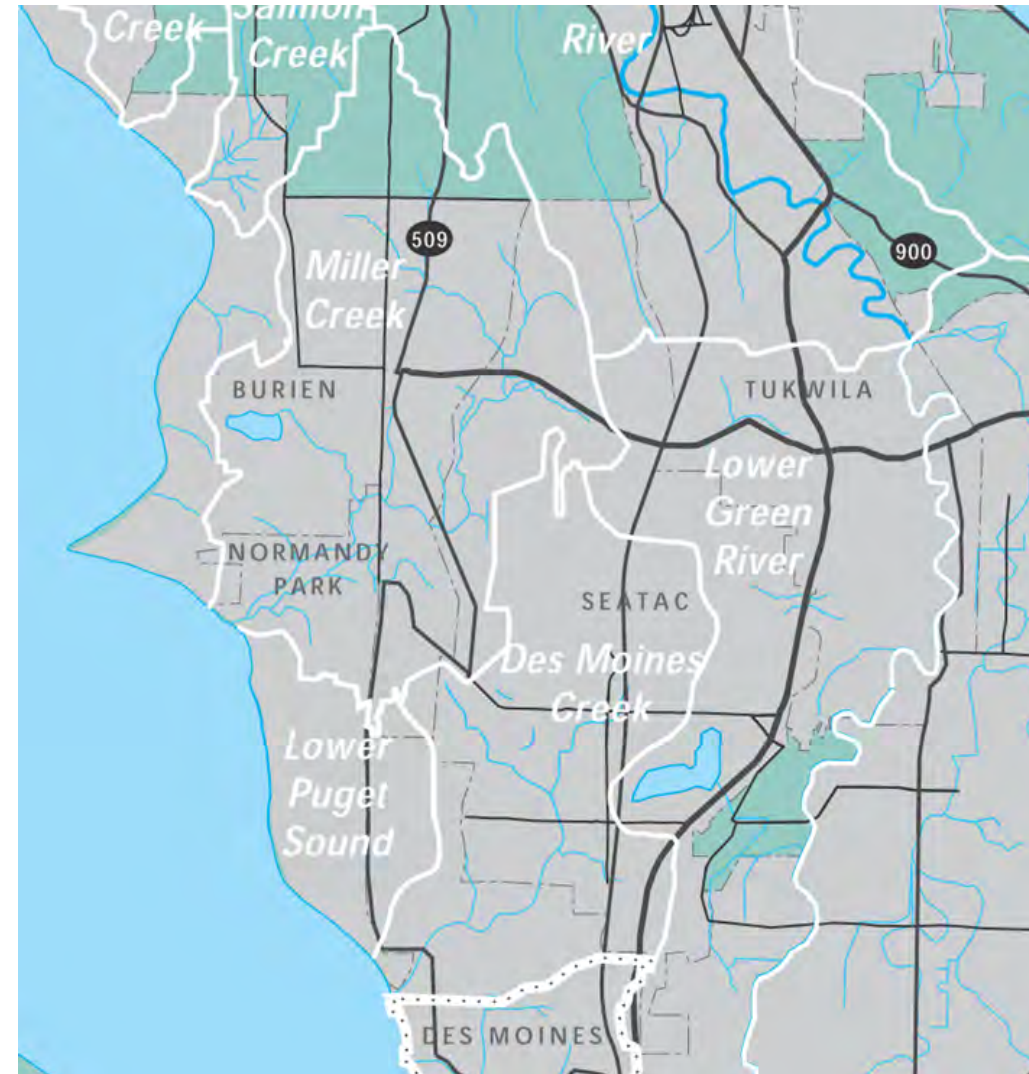 Creek
Salmon
Creek
River
509
900
Miller
Creek
BURIEN
TUKWILA
Lower
Green
River
NORMANDY
PARK
SEATAC
Des Moines
Creek
Lower
Puget
Sound
DES MOINES